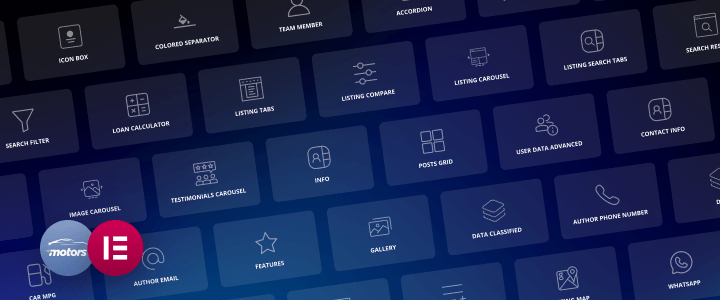 ICON BOX
COLORED SEPARATOR
TEAM MEMBER
ACCORDION
SEARCH FILTER
LOAN CALCULATOR
LISTING TABS
LISTING COMPARE
LISTING CAROUSEL
LISTING SEARCH TABS
SEARCH RES
IMAGE CAROUSEL
TESTIMONIALS CAROUSEL
INFO
POSTS GRID
USER DATA ADVANCED
CONTACT INFO
motors
CAR MPG
AUTHOR EMAIL
FEATURES
GALLERY
DATA CLASSIFIED
AUTHOR PHONE NUMBER
MAP
WHATSAPP